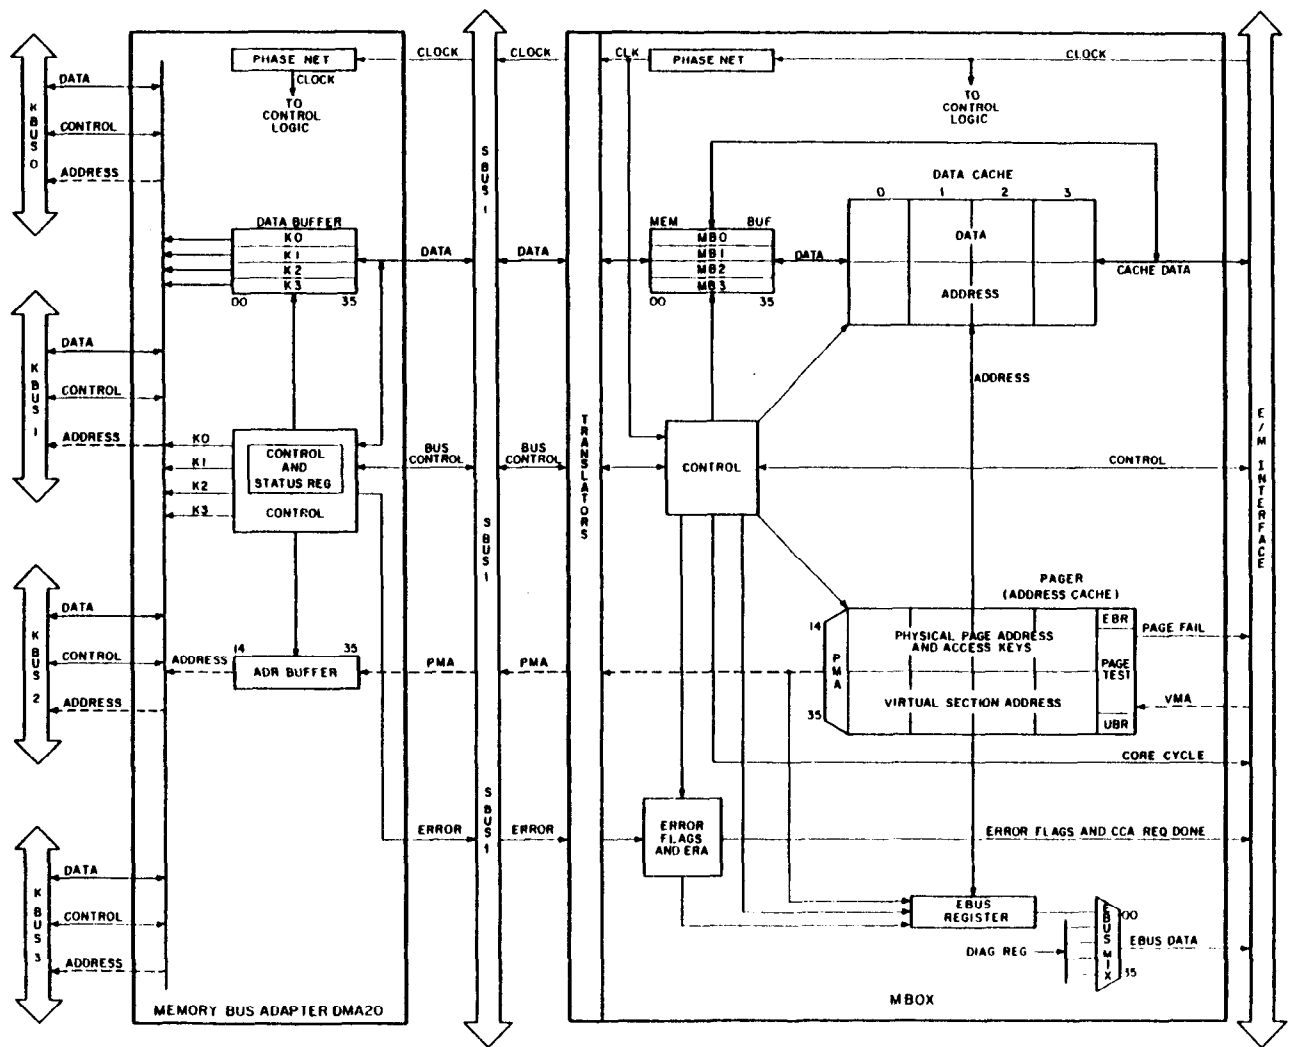 K BUS 0
DATA
CONTROL
ADDRESS
K BUS 1
DATA
CONTROL
ADDRESS
K BUS 2
DATA
CONTROL
ADDRESS
K BUS 3
DATA
CONTROL
ADDRESS
PHASE NET
CLOCK
TO
CONTROL
LOGIC
DATA BUFFER
K0
K1
K2
K3
00 35
K0
K1
K2
K3
CONTROL
AND
STATUS REG
CONTROL
14 35
ADDRESS
ADR BUFFER
MEMORY BUS ADAPTER DMA20
CLOCK
DATA
BUS
CONTROL
PMA
ERROR
S BUS 1
S BUS 1
S BUS 1
CLOCK
DATA
BUS
CONTROL
PMA
ERROR
TRANSLATORS
CLK
PHASE NET
CLOCK
TO
CONTROL
LOGIC
MEM BUF
MB0
MB1
MB2
MB3
00 35
DATA
DATA CACHE
0 1 2 3
DATA
ADDRESS
CACHE DATA
ADDRESS
CONTROL
CONTROL
PAGER
(ADDRESS CACHE)
14
PMA
35
PHYSICAL PAGE ADDRESS
AND ACCESS KEYS
VIRTUAL SECTION ADDRESS
EBR
PAGE
TEST
UBR
PAGE FAIL
VMA
CORE CYCLE
ERROR
FLAGS
AND ERA
ERROR FLAGS AND CCA REQ DONE
EBUS
REGISTER
DIAG REG
EBUS MIX
00
35
EBUS DATA
MBOX
E/M INTERFACE